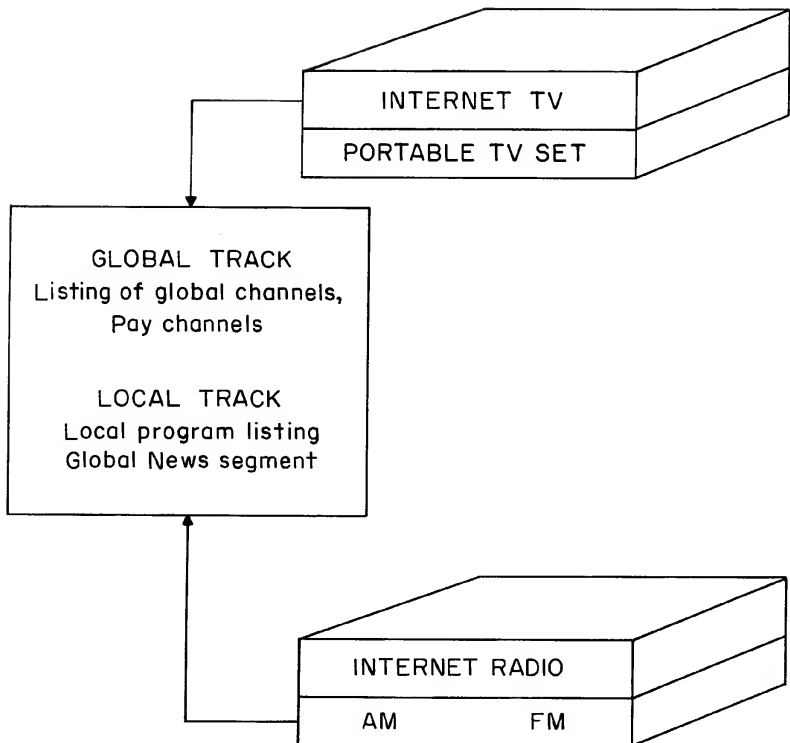 INTERNET TV
PORTABLE TV SET
GLOBAL TRACK
Listing of global channels,
Pay channels
LOCAL TRACK
Local program listing
Global News segment
INTERNET RADIO
AM FM